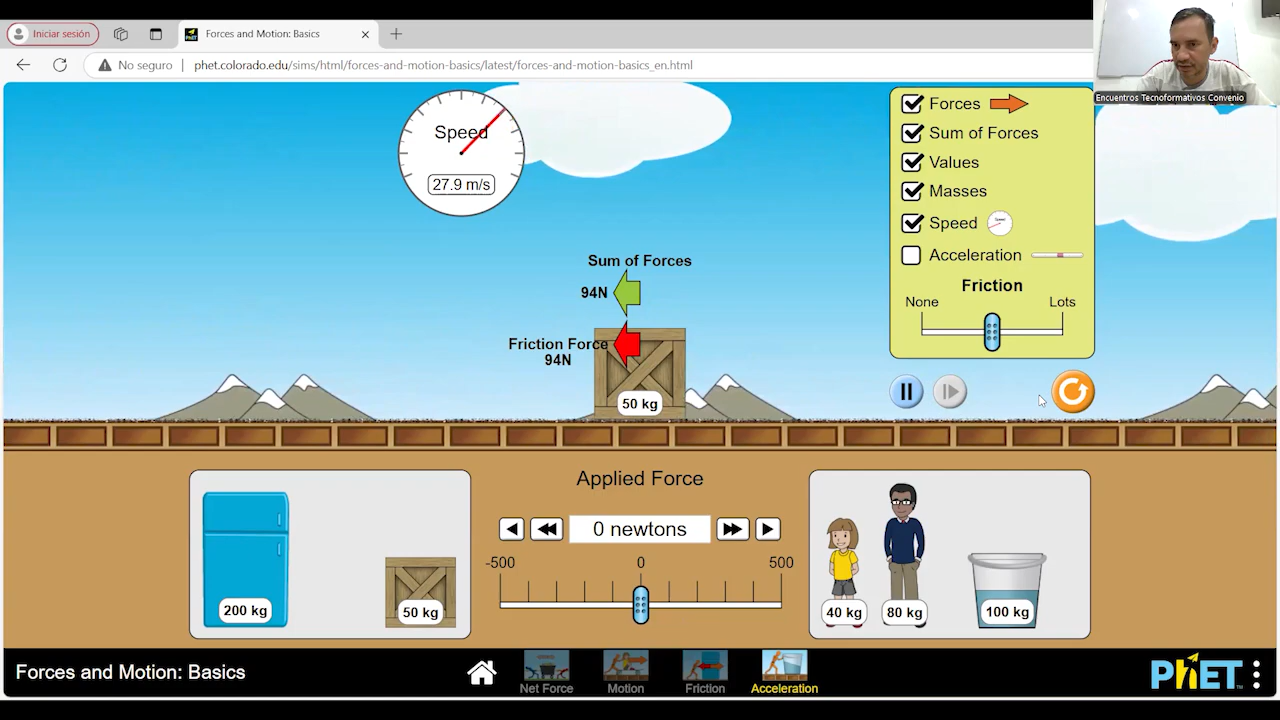 Iniciar sesión
Forces and Motion: Basics
No seguro
phet.colorado.edu/sims/html/forces-and-motion-basics/latest/forces-and-motion-basics_en.html
Encuentros Tecnoformativos Convenio
Speed
27.9 m/s
Forces
Sum of Forces
Values
Masses
Speed
Acceleration
Friction
None
Lots
Sum of Forces
94N
Friction Force
94N
50 kg
Applied Force
0 newtons
-500
0
500
200 kg
50 kg
40 kg
80 kg
100 kg
Forces and Motion: Basics
Net Force
Motion
Friction
Acceleration
PhET